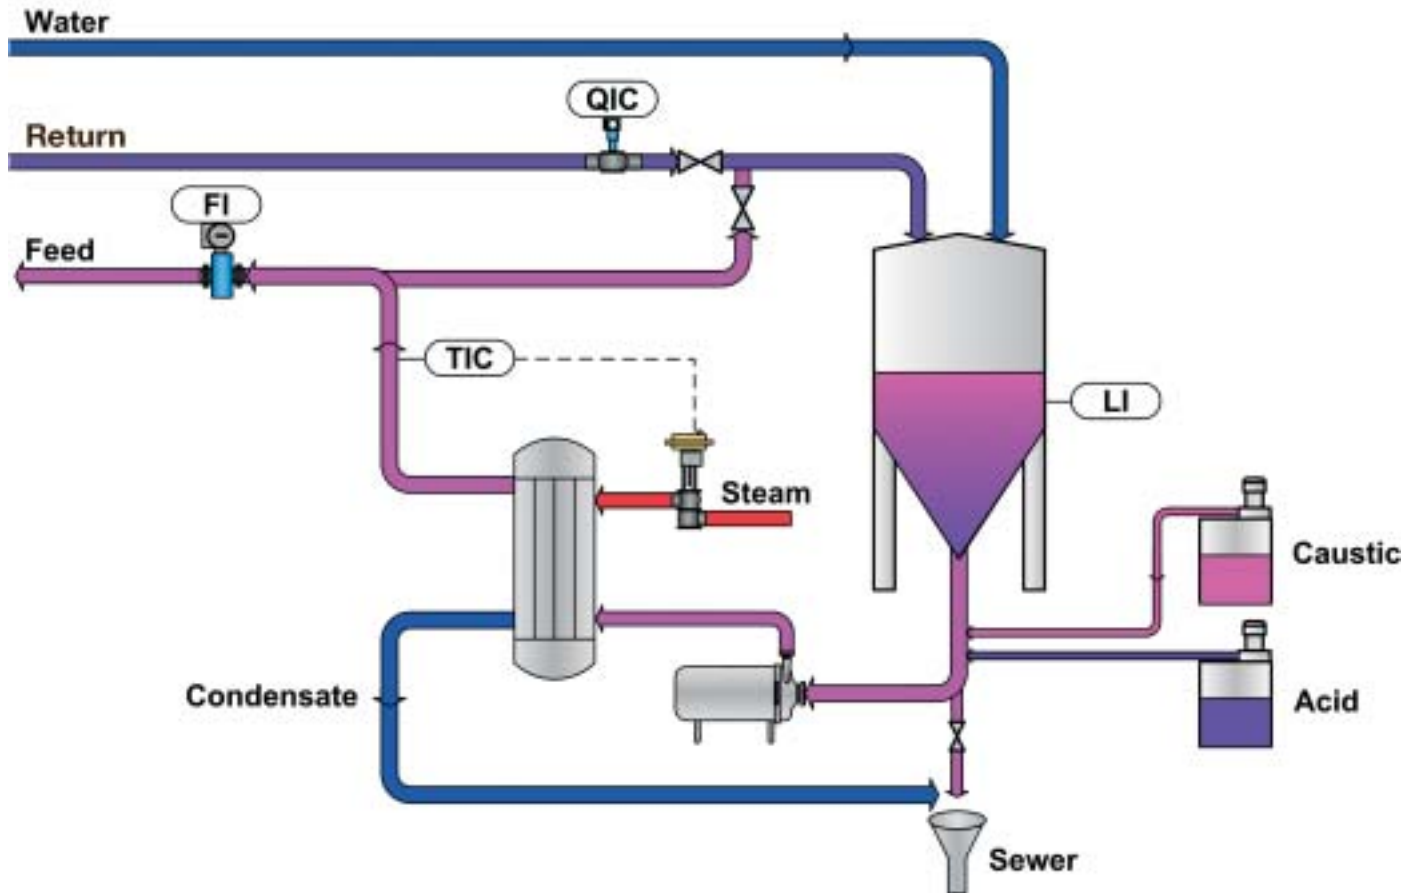 Water
QIC
Return
FI
Feed
TIC
LI
Steam
Caustic
Condensate
Acid
Sewer